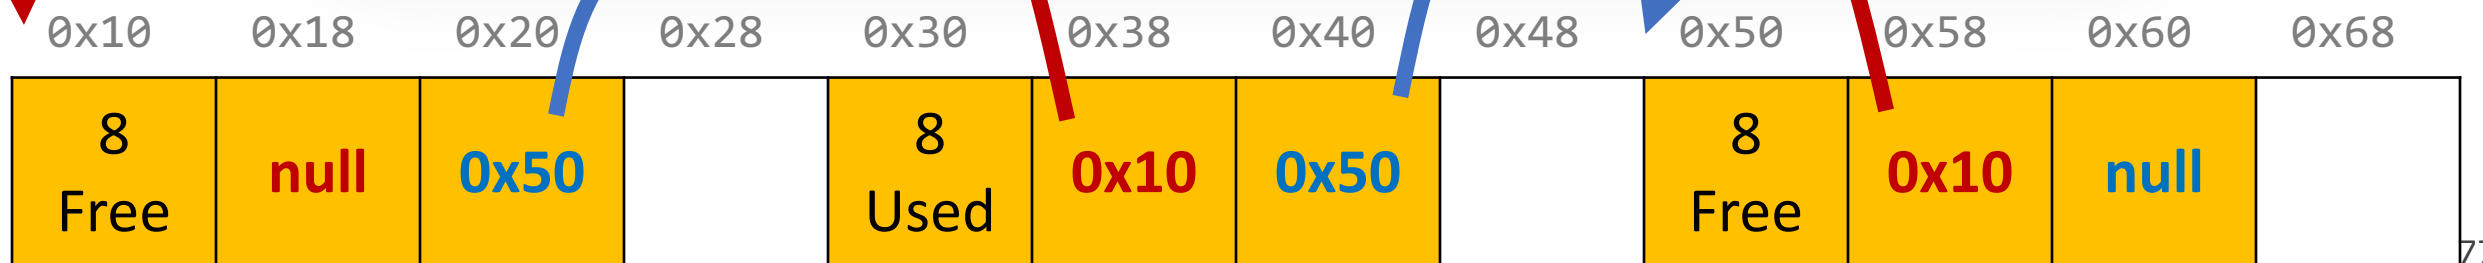 0x10 0x18 0x20 0x28 0x30 0x38 0x40 0x48 0x50 0x58 0x60 0x68
8 8 8
null 0x50 0x10 0x50 0x10 null
Free Used Free